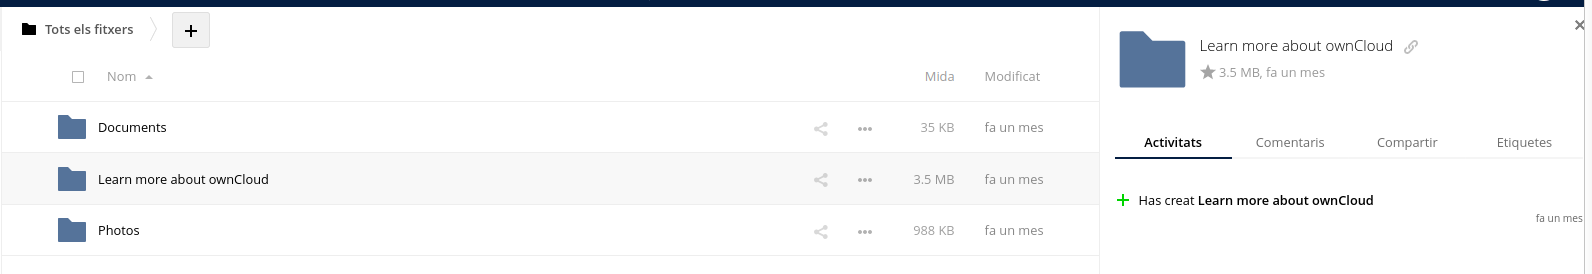 Tots els fitxers
+
Nom Mida Modificat
Documents 35 KB fa un mes
Learn more about ownCloud 3.5 MB fa un mes
Photos 988 KB fa un mes
Learn more about ownCloud
3.5 MB, fa un mes
Activitats Comentaris Compartir Etiquetes
Has creat Learn more about ownCloud
fa un mes